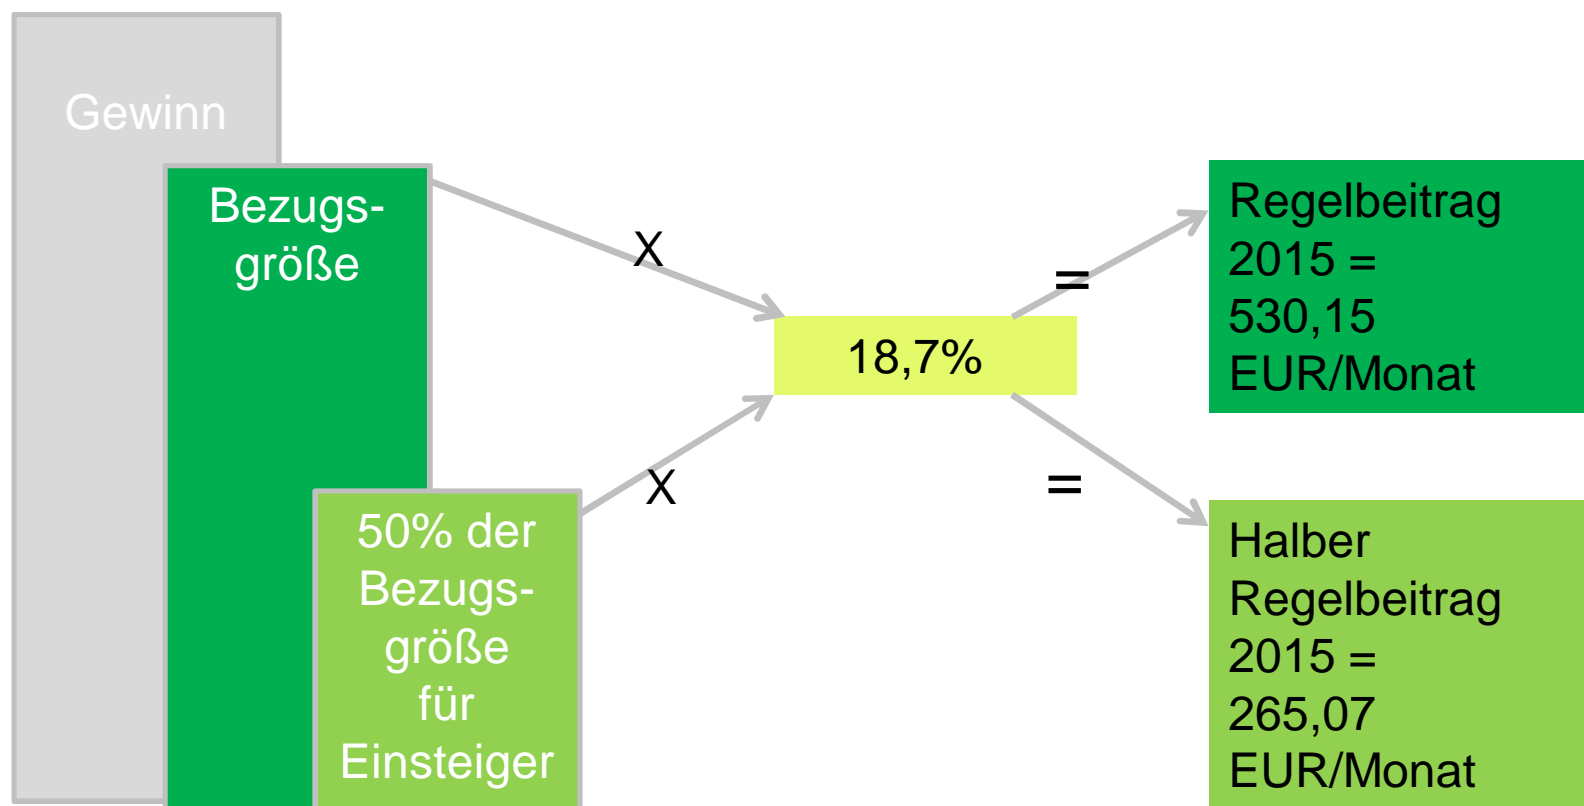 Gewinn
Bezugs-
größe
50% der
Bezugs-
größe
für
Einsteiger
X
X
18,7%
=
=
Regelbeitrag
2015 =
530,15
EUR/Monat
Halber
Regelbeitrag
2015 =
265,07
EUR/Monat